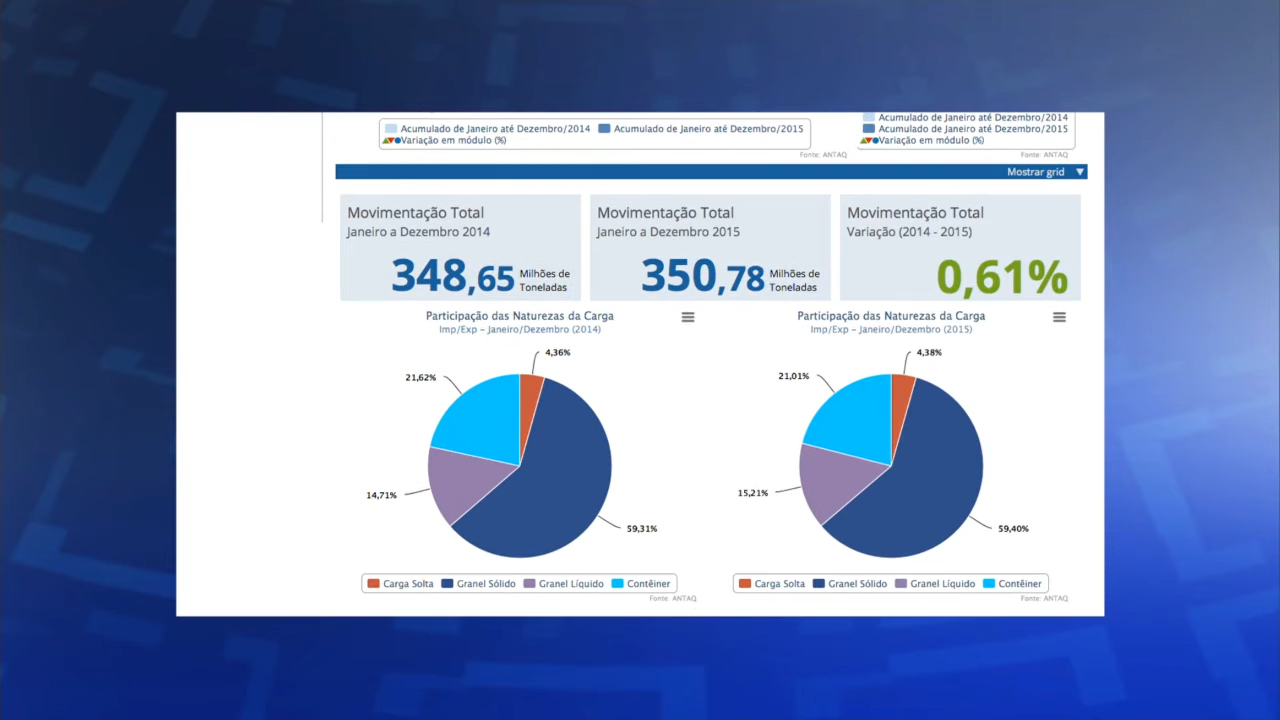 Acumulado de Janeiro até Dezembro/2014 Acumulado de Janeiro até Dezembro/2015
Variação em módulo (%)
Fonte: ANTAQ
Acumulado de Janeiro até Dezembro/2014
Acumulado de Janeiro até Dezembro/2015
Variação em módulo (%)
Fonte: ANTAQ
Mostrar grid
Movimentação Total
Janeiro a Dezembro 2014
348,65 Milhões de Toneladas
Movimentação Total
Janeiro a Dezembro 2015
350,78 Milhões de Toneladas
Movimentação Total
Variação (2014 - 2015)
0,61%
Participação das Naturezas da Carga
Imp/Exp – Janeiro/Dezembro (2014)
4,36%
21,62%
14,71%
59,31%
Carga Solta Granel Sólido Granel Líquido Contêiner
Fonte: ANTAQ
Participação das Naturezas da Carga
Imp/Exp – Janeiro/Dezembro (2015)
4,38%
21,01%
15,21%
59,40%
Carga Solta Granel Sólido Granel Líquido Contêiner
Fonte: ANTAQ